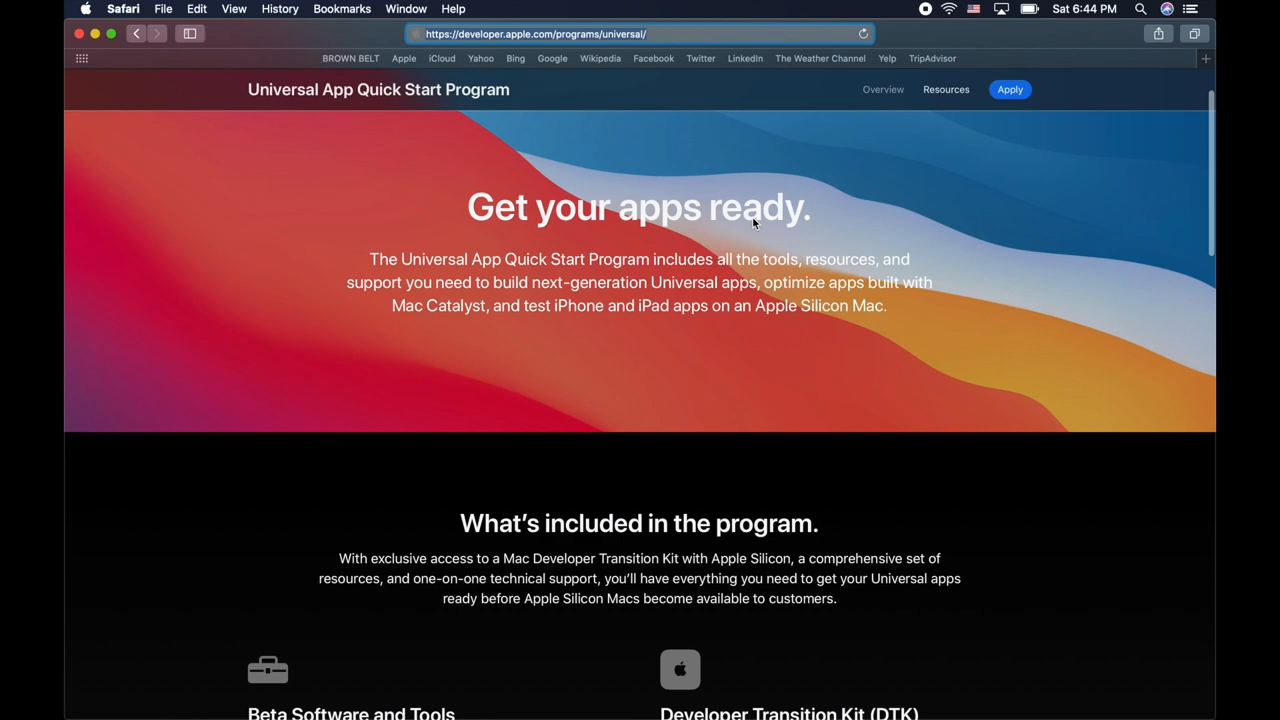 Safari File Edit View History Bookmarks Window Help Sat 6:44 PM
https://developer.apple.com/programs/universal/
BROWN BELT Apple iCloud Yahoo Bing Google Wikipedia Facebook Twitter LinkedIn The Weather Channel Yelp TripAdvisor
Universal App Quick Start Program Overview Resources Apply
Get your apps ready.
The Universal App Quick Start Program includes all the tools, resources, and
support you need to build next-generation Universal apps, optimize apps built with
Mac Catalyst, and test iPhone and iPad apps on an Apple Silicon Mac.
What's included in the program.
With exclusive access to a Mac Developer Transition Kit with Apple Silicon, a comprehensive set of
resources, and one-on-one technical support, you'll have everything you need to get your Universal apps
ready before Apple Silicon Macs become available to customers.
Beta Software and Tools Developer Transition Kit (DTK)